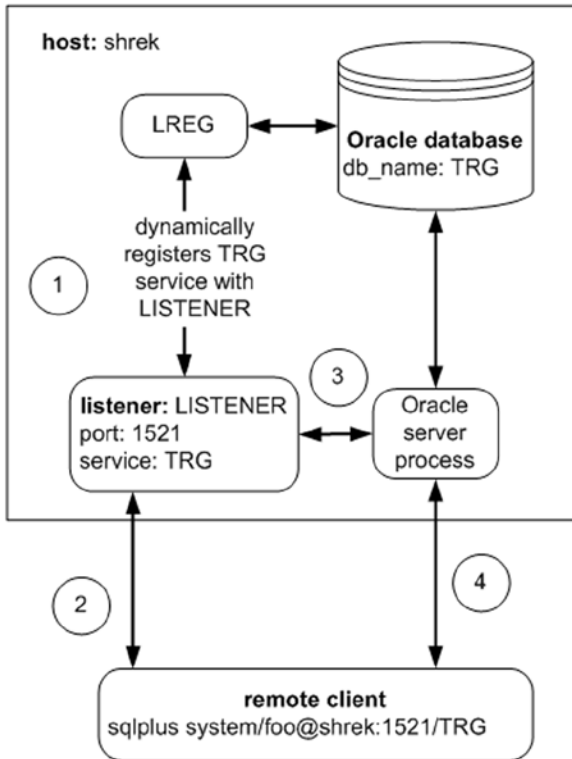 host: shrek
LREG
Oracle database
db_name: TRG
dynamically
registers TRG
service with
LISTENER
1
3
listener: LISTENER
port: 1521
service: TRG
Oracle
server
process
2
4
remote client
sqlplus system/foo@shrek:1521/TRG